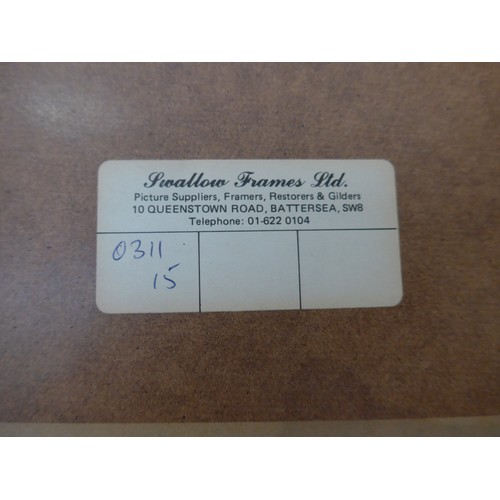 Swallow Frames Ltd.
Picture Suppliers, Framers, Restorers & Gilders
10 QUEENSTOWN ROAD, BATTERSEA, SW8
Telephone: 01-622 0104
0311
15